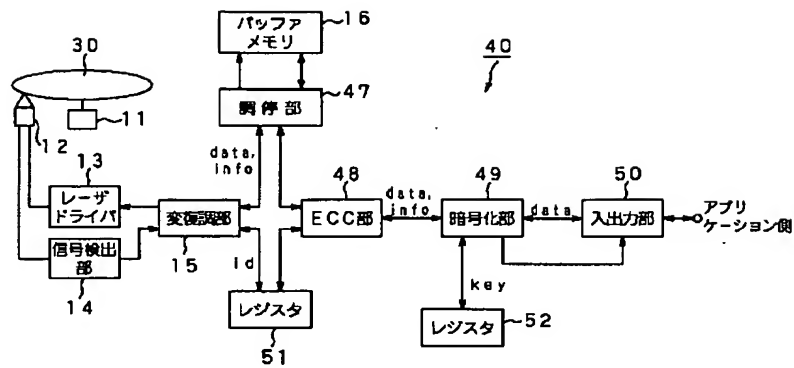 バッファ
メモリ
16
40
30
調停部
47
12
11
13
data,
info
レーザ
ドライバ
変復調部
15
48
ECC部
data,
info
49
暗号化部
data
50
入出力部
アプリ
ケーション側
信号検出
部
14
id
key
レジスタ
51
レジスタ
52